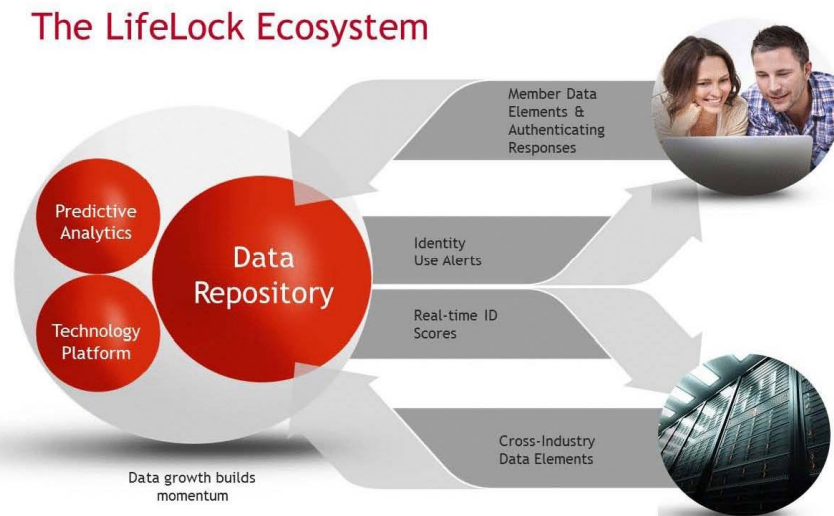 The LifeLock Ecosystem
Member Data
Elements &
Authenticating
Responses
Predictive
Analytics
Data
Repository
Identity
Use Alerts
Technology
Platform
Real-time ID
Scores
Cross-Industry
Data Elements
Data growth builds
momentum